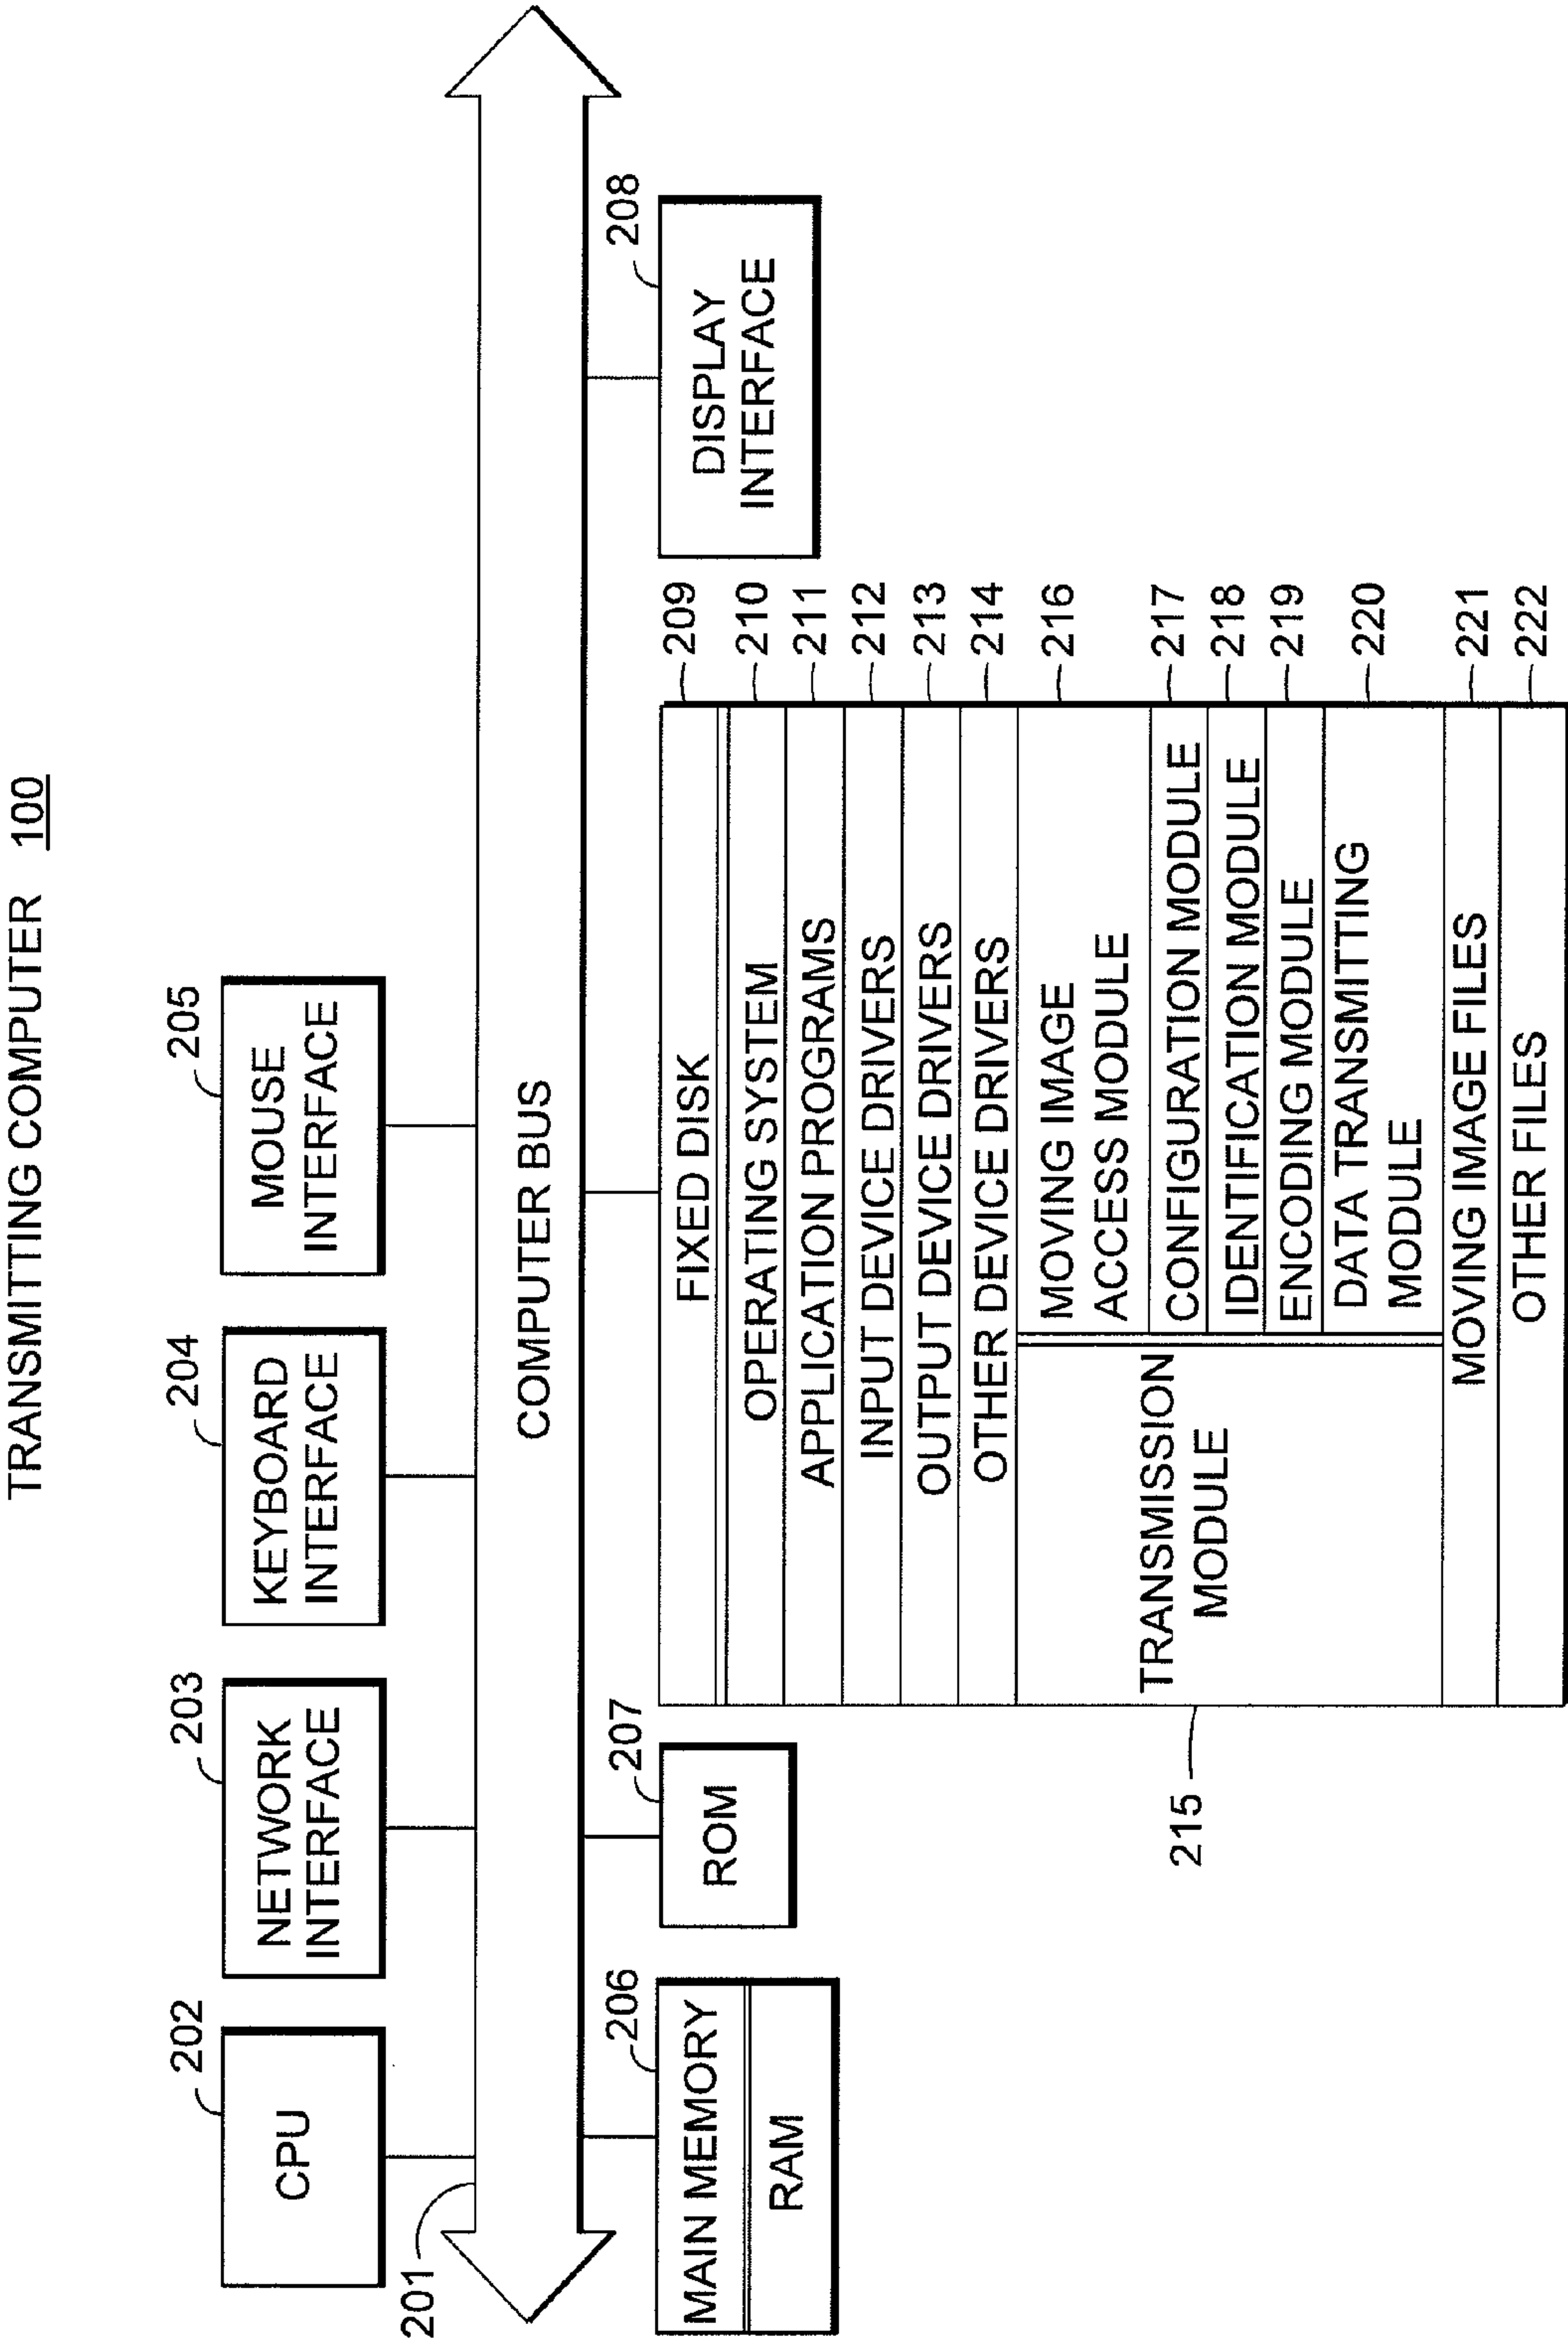 TRANSMITTING COMPUTER 100
202
CPU
203
NETWORK
INTERFACE
204
KEYBOARD
INTERFACE
205
MOUSE
INTERFACE
201
COMPUTER BUS
206
MAIN MEMORY
RAM
207
ROM
208
DISPLAY
INTERFACE
FIXED DISK
209
OPERATING SYSTEM
210
APPLICATION PROGRAMS
211
INPUT DEVICE DRIVERS
212
OUTPUT DEVICE DRIVERS
213
OTHER DEVICE DRIVERS
214
215
TRANSMISSION
MODULE
MOVING IMAGE
ACCESS MODULE
216
CONFIGURATION MODULE
217
IDENTIFICATION MODULE
218
ENCODING MODULE
219
DATA TRANSMITTING
MODULE
220
MOVING IMAGE FILES
221
OTHER FILES
222